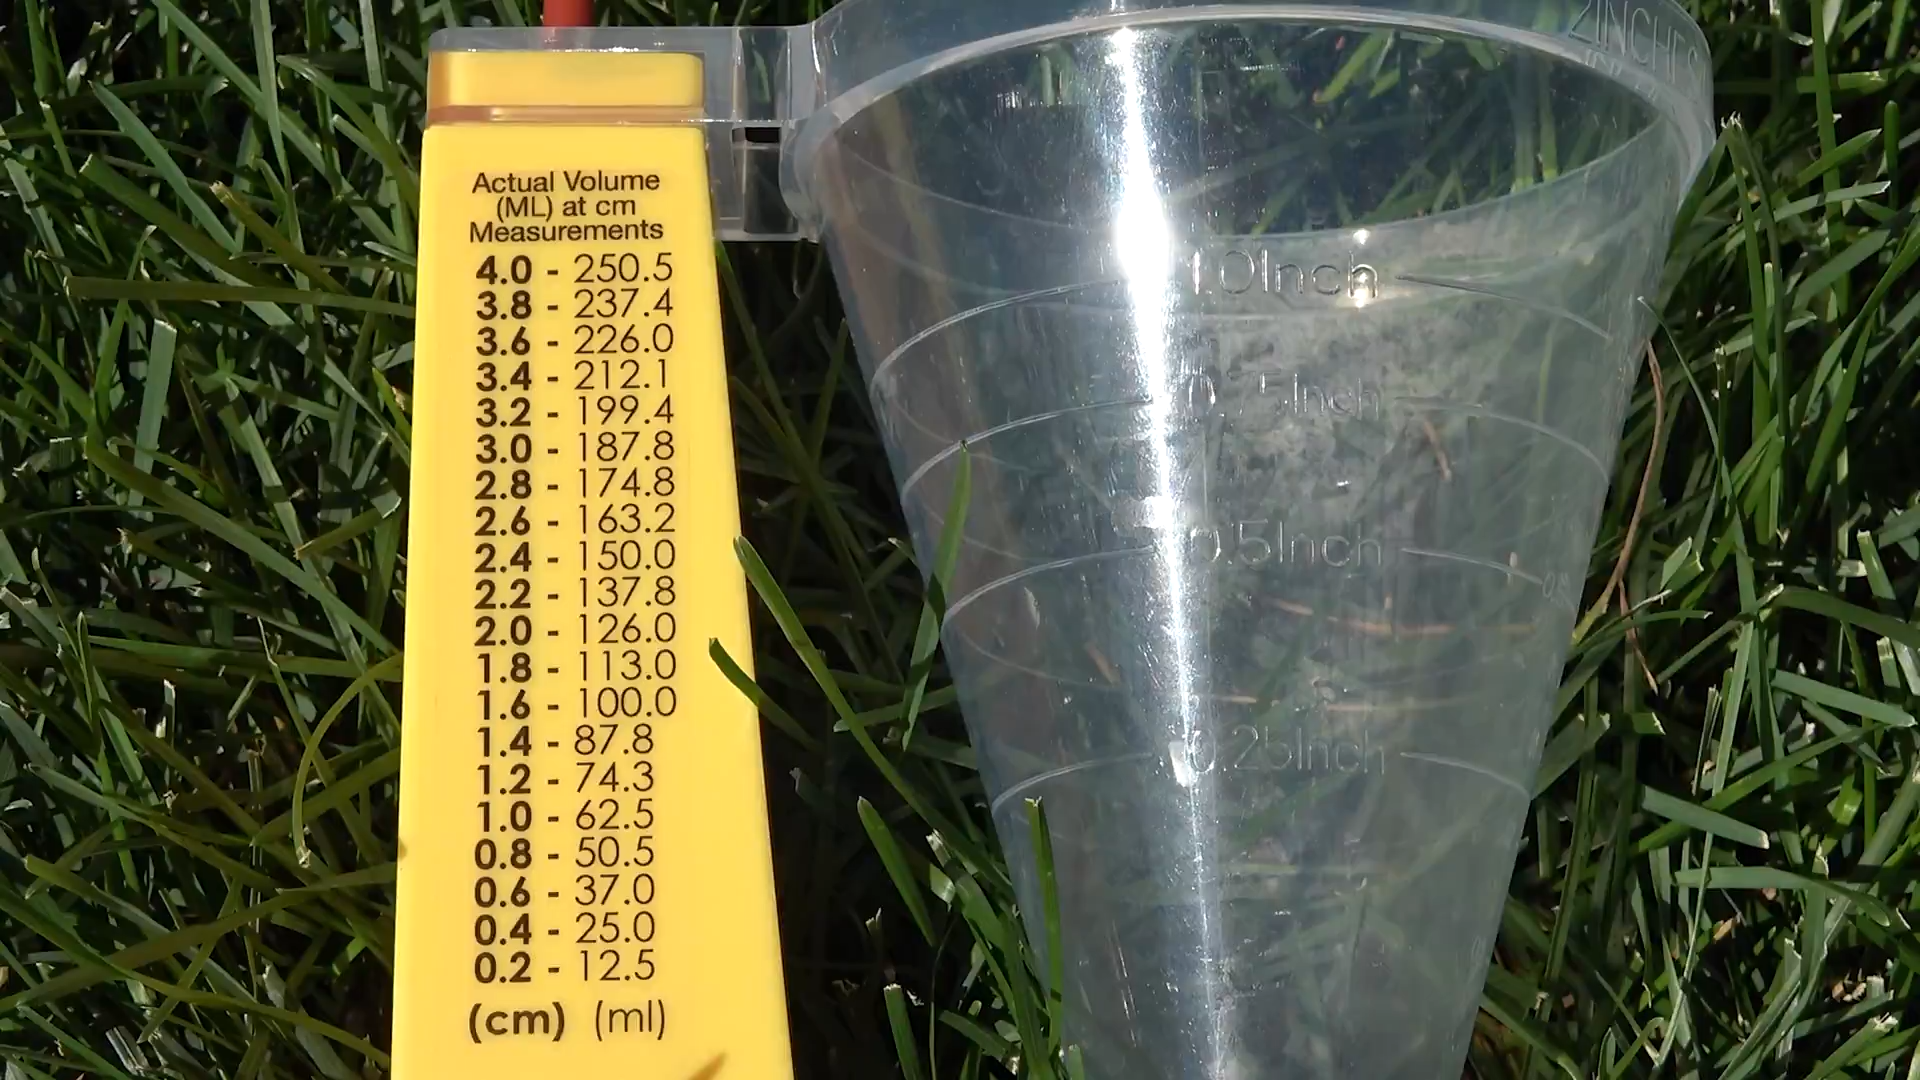 Actual Volume
(ML) at cm
Measurements
4.0 - 250.5
3.8 - 237.4
3.6 - 226.0
3.4 - 212.1
3.2 - 199.4
3.0 - 187.8
2.8 - 174.8
2.6 - 163.2
2.4 - 150.0
2.2 - 137.8
2.0 - 126.0
1.8 - 113.0
1.6 - 100.0
1.4 - 87.8
1.2 - 74.3
1.0 - 62.5
0.8 - 50.5
0.6 - 37.0
0.4 - 25.0
0.2 - 12.5
(cm) (ml)
2INCHES
1.0Inch
0.75Inch
0.5Inch
0.25Inch